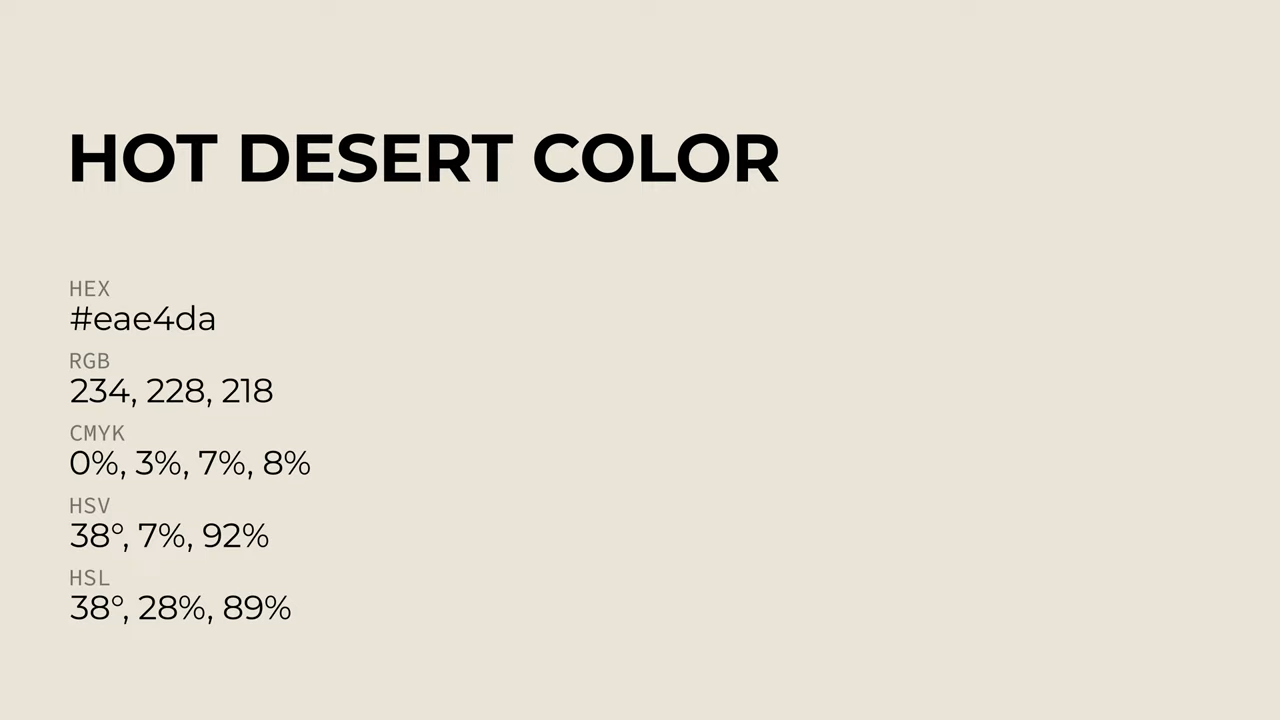 HOT DESERT COLOR
HEX
#eae4da
RGB
234, 228, 218
CMYK
0%, 3%, 7%, 8%
HSV
38°, 7%, 92%
HSL
38°, 28%, 89%